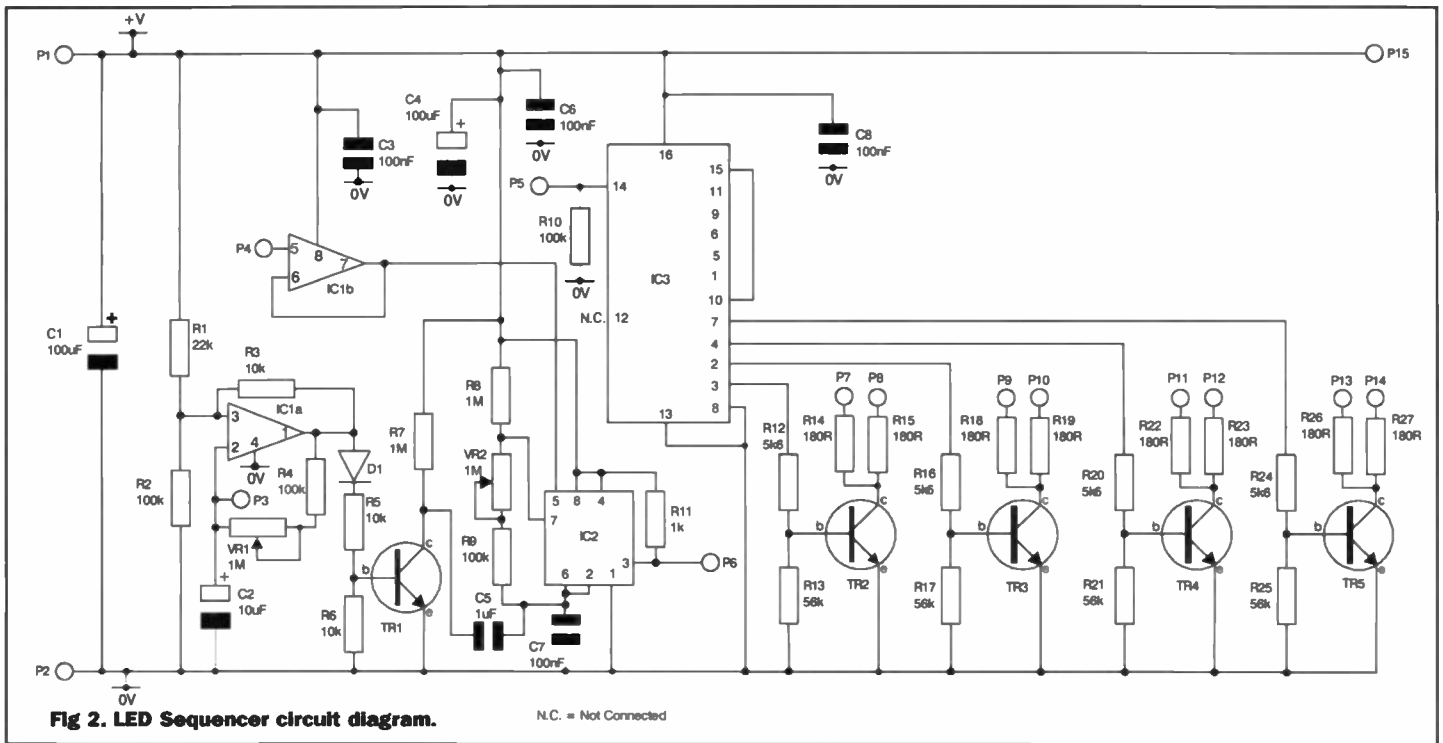 +V
P1
P15
C4
100uF
+
C6
100nF
0V
C3
100nF
0V
0V
C8
100nF
0V
16
P5
14
R10
100k
0V
IC3
N.C. 12
13
15
11
9
6
5
1
10
7
4
2
3
8
P4
5
6
8
7
IC1b
C1
100uF
+
R1
22k
R3
10k
IC1a
3
2
1
4
0V
R4
100k
D1
R2
100k
P3
VR1
1M
+
C2
10uF
R5
10k
R6
10k
b
c
e
TR1
R7
1M
R8
1M
VR2
1M
R9
100k
C5
1uF
C7
100nF
5
8
4
7
IC2
3
6
2
1
R11
1k
P6
P7
P8
R14
180R
R15
180R
R12
5k6
R13
56k
b
c
e
TR2
P9
P10
R18
180R
R19
180R
R16
5k6
R17
56k
b
c
e
TR3
P11
P12
R22
180R
R23
180R
R20
5k6
R21
56k
b
c
e
TR4
P13
P14
R26
180R
R27
180R
R24
5k6
R25
56k
b
c
e
TR5
P2
0V
Fig 2. LED Sequencer circuit diagram.
N.C. = Not Connected